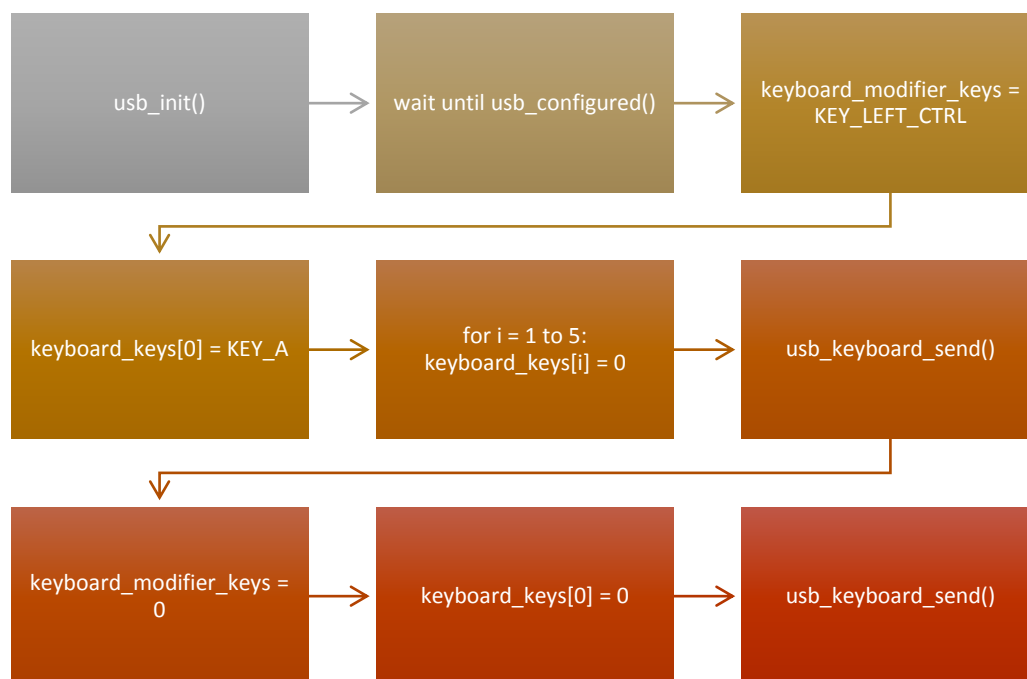 usb_init()
wait until usb_configured()
keyboard_modifier_keys =
KEY_LEFT_CTRL
keyboard_keys[0] = KEY_A
for i = 1 to 5:
keyboard_keys[i] = 0
usb_keyboard_send()
keyboard_modifier_keys =
0
keyboard_keys[0] = 0
usb_keyboard_send()